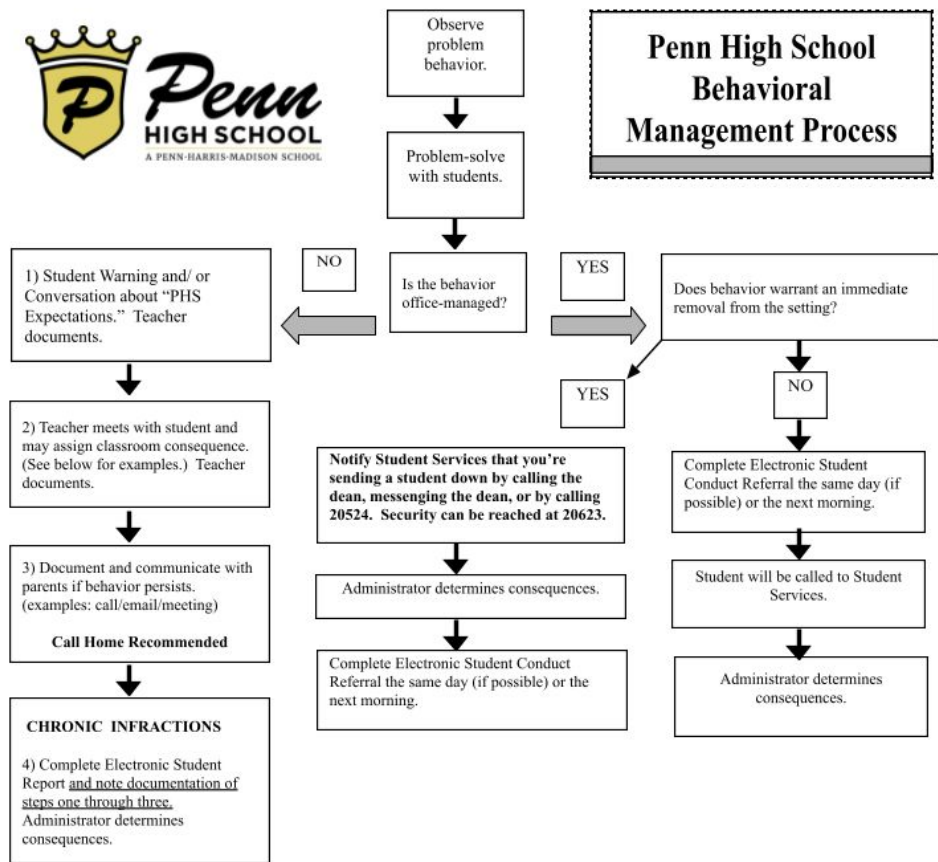 P
Penn
HIGH SCHOOL
A PENN-HARRIS-MADISON SCHOOL
Observe
problem
behavior.
Penn High School
Behavioral
Management Process
Problem-solve
with students.
Is the behavior
office-managed?
NO
YES
1) Student Warning and/ or
Conversation about “PHS
Expectations.” Teacher
documents.
2) Teacher meets with student and
may assign classroom consequence.
(See below for examples.) Teacher
documents.
3) Document and communicate with
parents if behavior persists.
(examples: call/email/meeting)
Call Home Recommended
CHRONIC INFRACTIONS
4) Complete Electronic Student
Report and note documentation of
steps one through three.
Administrator determines
consequences.
Does behavior warrant an immediate
removal from the setting?
YES
Notify Student Services that you’re
sending a student down by calling the
dean, messenging the dean, or by calling
20524. Security can be reached at 20623.
Administrator determines consequences.
Complete Electronic Student Conduct
Referral the same day (if possible) or the
next morning.
NO
Complete Electronic Student
Conduct Referral the same day (if
possible) or the next morning.
Student will be called to Student
Services.
Administrator determines
consequences.